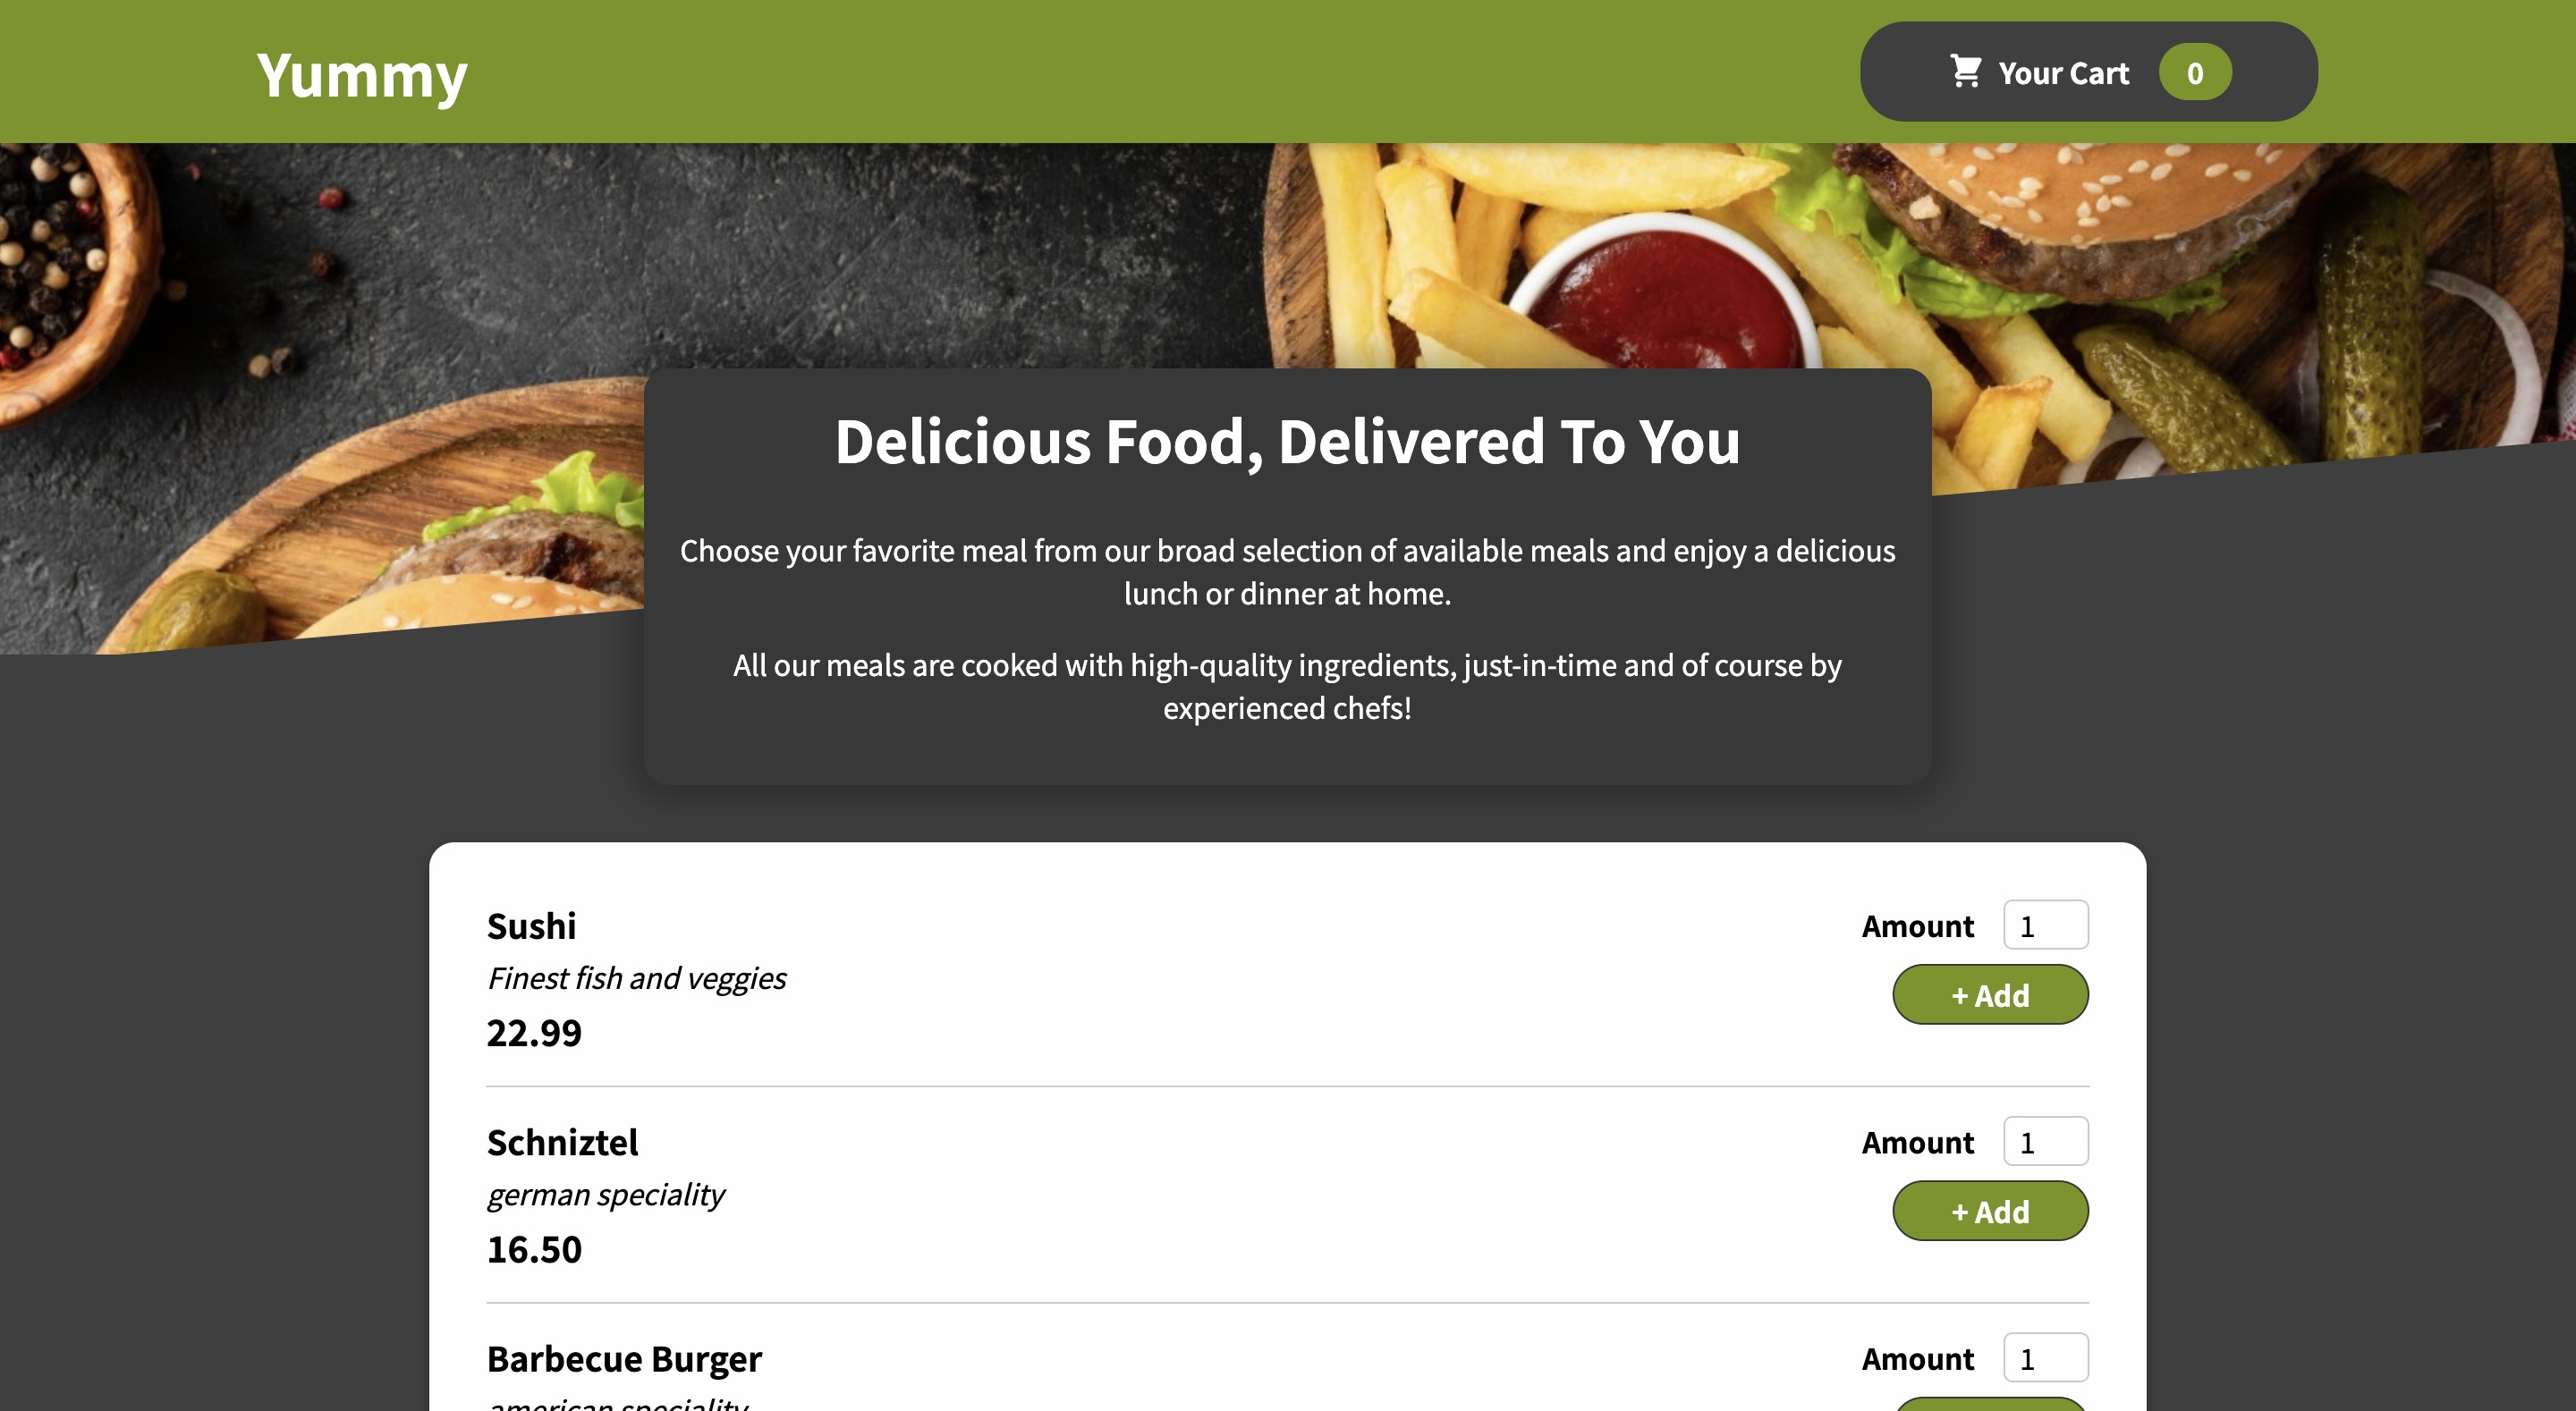 Yummy
Your Cart 0
Delicious Food, Delivered To You
Choose your favorite meal from our broad selection of available meals and enjoy a delicious
lunch or dinner at home.
All our meals are cooked with high-quality ingredients, just-in-time and of course by
experienced chefs!
Sushi
Amount 1
Finest fish and veggies
+ Add
22.99
Schniztel
Amount 1
german speciality
+ Add
16.50
Barbecue Burger
Amount 1
american speciality